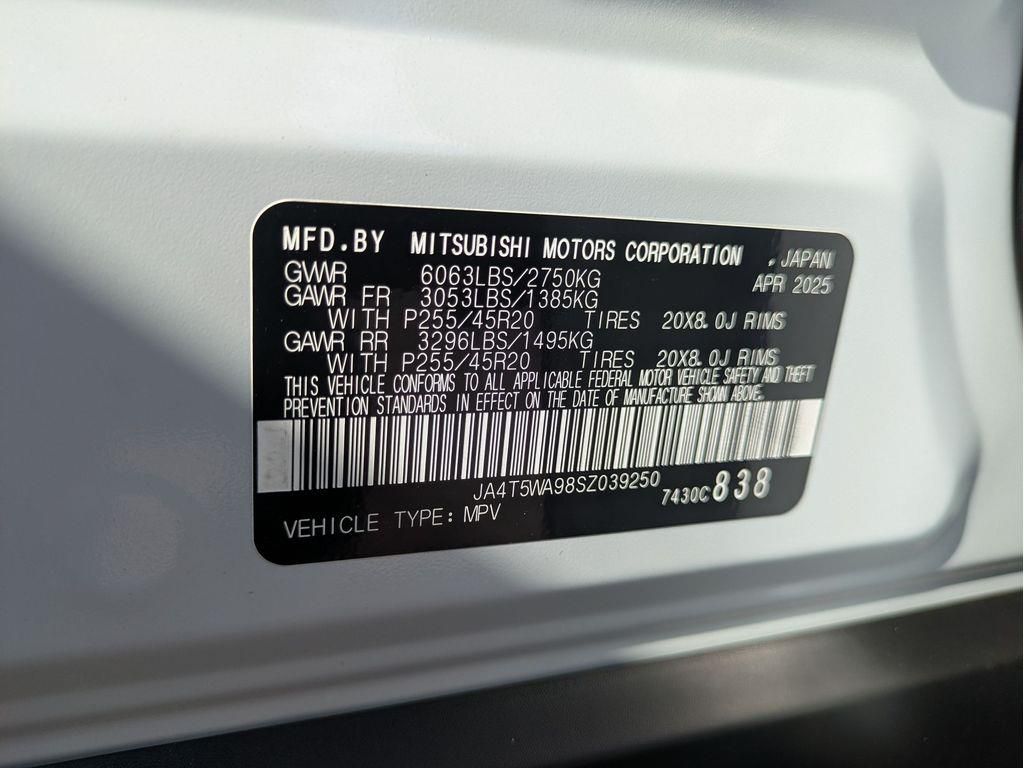 MFD.BY MITSUBISHI MOTORS CORPORATION . JAPAN
GVWR 6063LBS/2750KG APR 2025
GAWR FR 3053LBS/1385KG
WITH P255/45R20 TIRES 20X8.0J RIMS
GAWR RR 3296LBS/1495KG
WITH P255/45R20 TIRES 20X8.0J RIMS
THIS VEHICLE CONFORMS TO ALL APPLICABLE FEDERAL MOTOR VEHICLE SAFETY AND THEFT
PREVENTION STANDARDS IN EFFECT ON THE DATE OF MANUFACTURE SHOWN ABOVE.
JA4T5WA98SZ039250 7430C838
VEHICLE TYPE: MPV